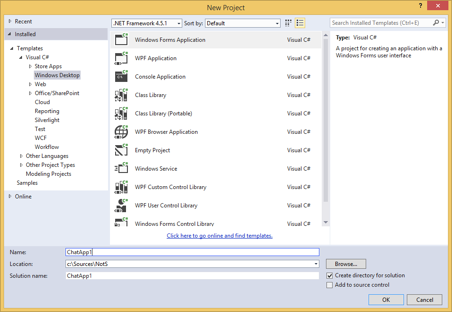 New Project
? ×
Recent
.NET Framework 4.5.1 Sort by: Default
Search Installed Templates (Ctrl+E)
Installed
Templates
Visual C#
Store Apps
Windows Desktop
Web
Office/SharePoint
Cloud
Reporting
Silverlight
Test
WCF
Workflow
Other Languages
Other Project Types
Modeling Projects
Samples
Online
Windows Forms Application Visual C#
WPF Application Visual C#
Console Application Visual C#
Class Library Visual C#
Class Library (Portable) Visual C#
WPF Browser Application Visual C#
Empty Project Visual C#
Windows Service Visual C#
WPF Custom Control Library Visual C#
WPF User Control Library Visual C#
Windows Forms Control Library Visual C#
Click here to go online and find templates.
Type: Visual C#
A project for creating an application with a
Windows Forms user interface
Name: ChatApp1
Location: c:\Sources\NotS
Browse...
Solution name: ChatApp1
Create directory for solution
Add to source control
OK Cancel